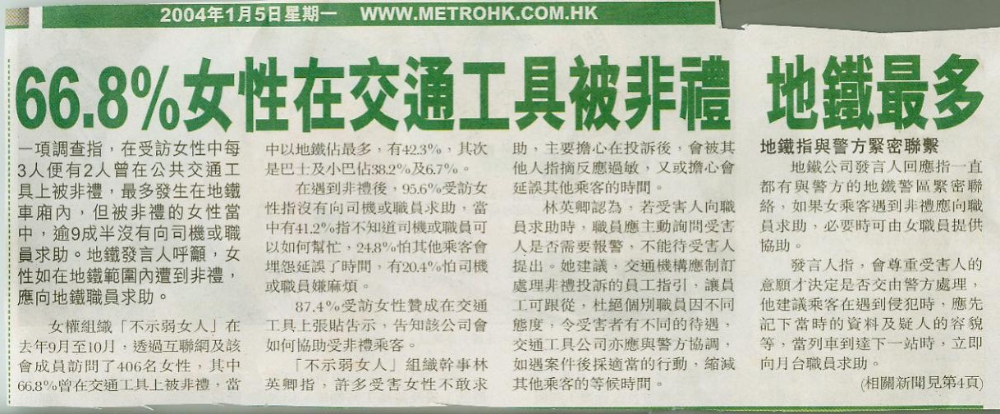 2004年1月5日星期一 WWW.METROHK.COM.HK
66.8%女性在交通工具被非禮 地鐵最多
一項調查指，在受訪女性中每
3人便有2人曾在公共交通工
具上被非禮，最多發生在地鐵
車廂內，但被非禮的女性當
中，逾9成半沒有向司機或職
員求助。地鐵發言人呼籲，女
性如在地鐵範圍內遭到非禮，
應向地鐵職員求助。
女權組織「不示弱女人」在
去年9月至10月，透過互聯網及該
會成員訪問了406名女性，其中
66.8%曾在交通工具上被非禮，當
中以地鐵佔最多，有42.3%，其次
是巴士及小巴佔38.2%及6.7%。
在遇到非禮後，95.6%受訪女
性指沒有向司機或職員求助，當
中有41.2%指不知道司機或職員可
以如何幫忙，24.8%怕其他乘客會
埋怨延誤了時間，有20.4%怕司機
或職員嫌麻煩。
87.4%受訪女性贊成在交通
工具上張貼告示，告知該公司會
如何協助受非禮乘客。
「不示弱女人」組織幹事林
英卿指，許多受害女性不敢求
助，主要擔心在投訴後，會被其
他人指摘反應過敏，又或擔心會
延誤其他乘客的時間。
林英卿認為，若受害人向職
員求助時，職員應主動詢問受害
人是否需要報警，不能待受害人
提出。她建議，交通機構應制訂
處理非禮投訴的員工指引，讓員
工可跟從，杜絕個別職員因不同
態度，令受害者有不同的待遇，
交通工具公司亦應與警方協調，
如遇案件後採適當的行動，縮減
其他乘客的等候時間。
地鐵指與警方緊密聯繫
地鐵公司發言人回應指一直
都有與警方的地鐵警區緊密聯
絡，如果女乘客遇到非禮應向職
員求助，必要時可由女職員提供
協助。
發言人指，會尊重受害人的
意願才決定是否交由警方處理，
他建議乘客在遇到侵犯時，應先
記下當時的資料及疑人的容貌
等，當列車到達下一站時，立即
向月台職員求助。
(相關新聞見第4頁)